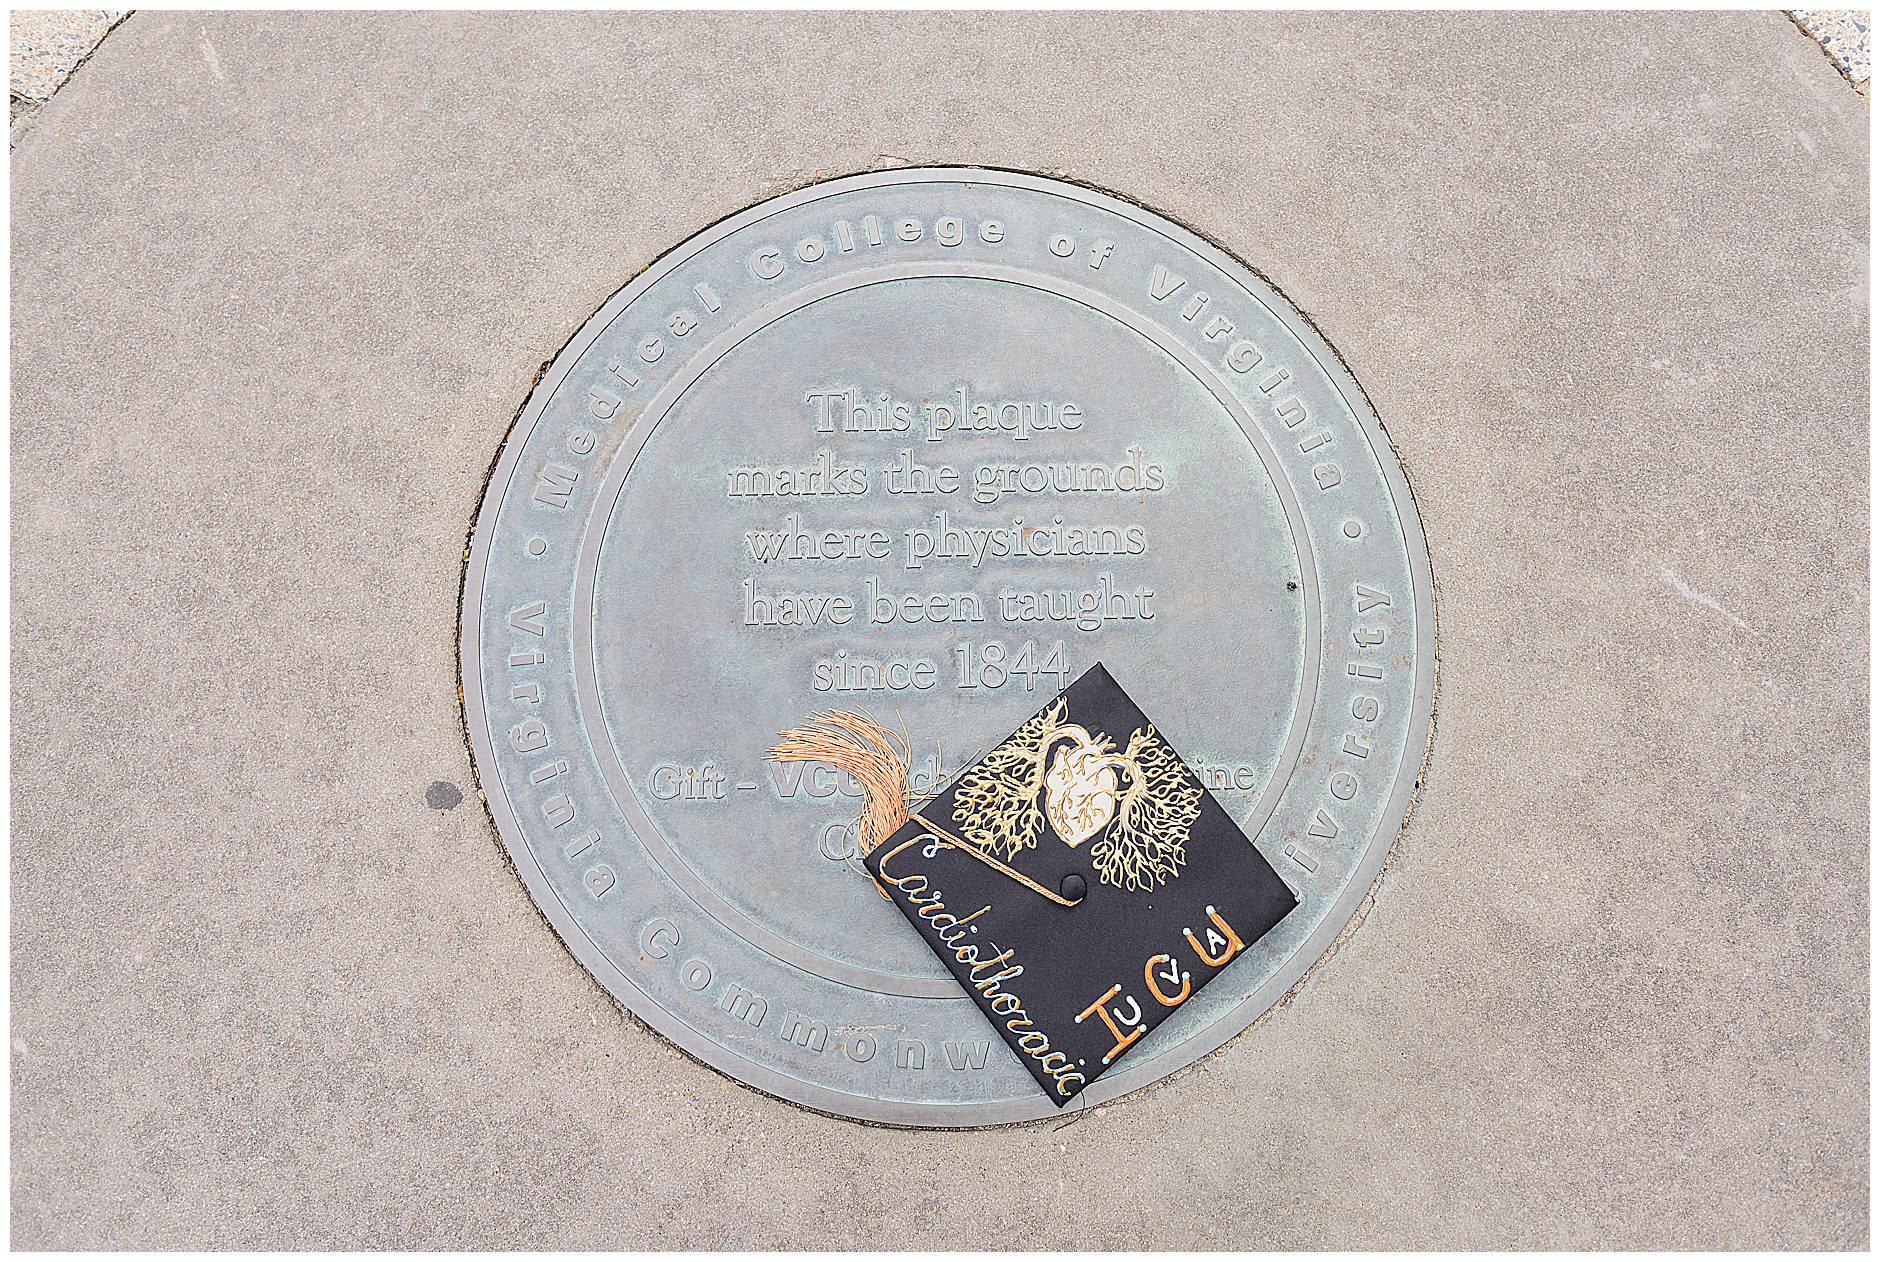 Medical College of Virginia
This plaque
marks the grounds
where physicians
have been taught
since 1844
Gift – VCU
Virginia Commonw iversity
Cardiothoracic
ICU
UVA